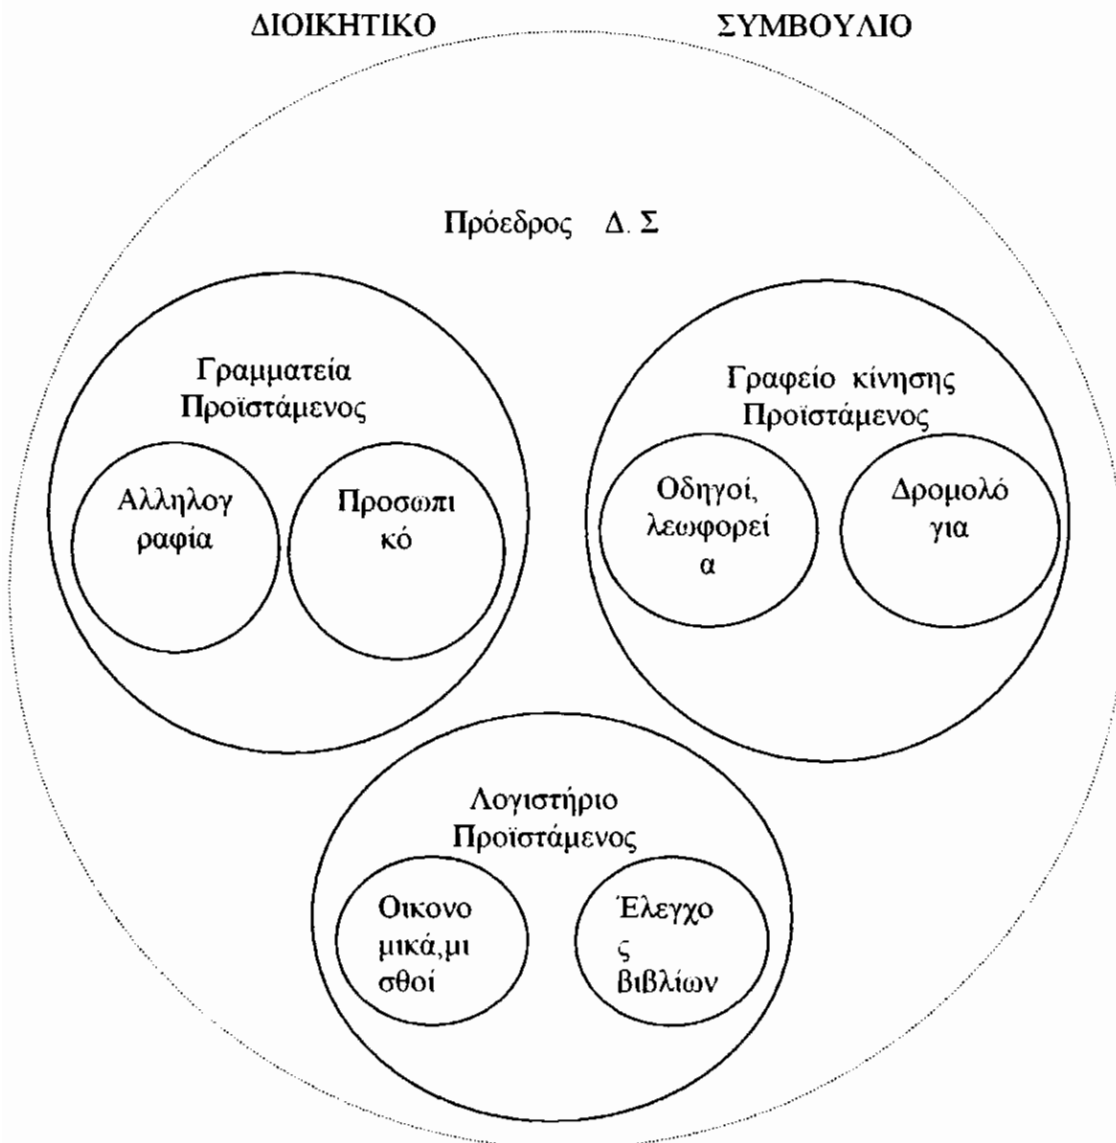 ΔΙΟΙΚΗΤΙΚΟ ΣΥΜΒΟΥΛΙΟ
Πρόεδρος Δ. Σ
Γραμματεία
Προϊστάμενος
Αλληλογ
ραφία
Προσωπι
κό
Γραφείο κίνησης
Προϊστάμενος
Οδηγοί,
λεωφορεί
α
Δρομολό
για
Λογιστήριο
Προϊστάμενος
Οικονο
μικά,μι
σθοί
Έλεγχο
ς
βιβλίων